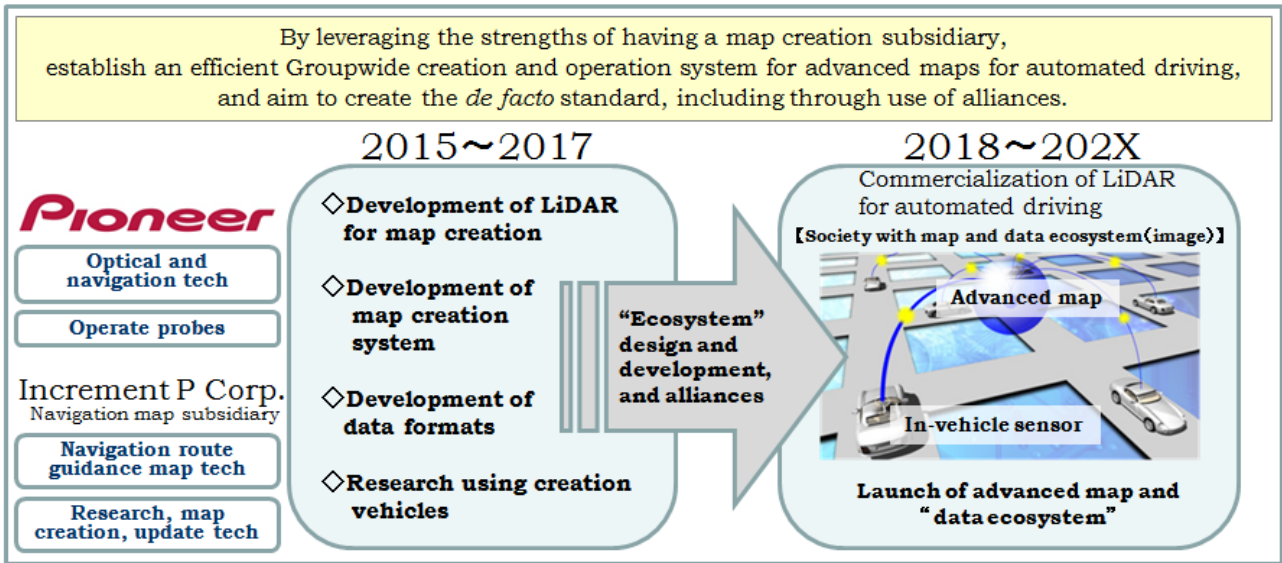 By leveraging the strengths of having a map creation subsidiary,
establish an efficient Groupwide creation and operation system for advanced maps for automated driving,
and aim to create the de facto standard, including through use of alliances.
Pioneer
Optical and
navigation tech
Operate probes
Increment P Corp.
Navigation map subsidiary
Navigation route
guidance map tech
Research, map
creation, update tech
2015～2017
◇Development of LiDAR
for map creation
◇Development of
map creation
system
◇Development of
data formats
◇Research using creation
vehicles
“Ecosystem”
design and
development,
and alliances
2018～202X
Commercialization of LiDAR
for automated driving
【Society with map and data ecosystem(image)】
Advanced map
In-vehicle sensor
Launch of advanced map and
“data ecosystem”